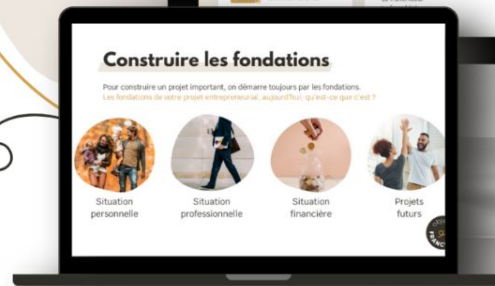 Construire les fondations
Pour construire un projet important, on démarre toujours par les fondations.
Les fondations de votre projet entrepreneurial, aujourd'hui, qu'est-ce que c'est ?
Situation
personnelle
Situation
professionnelle
Situation
financière
Projets
futurs